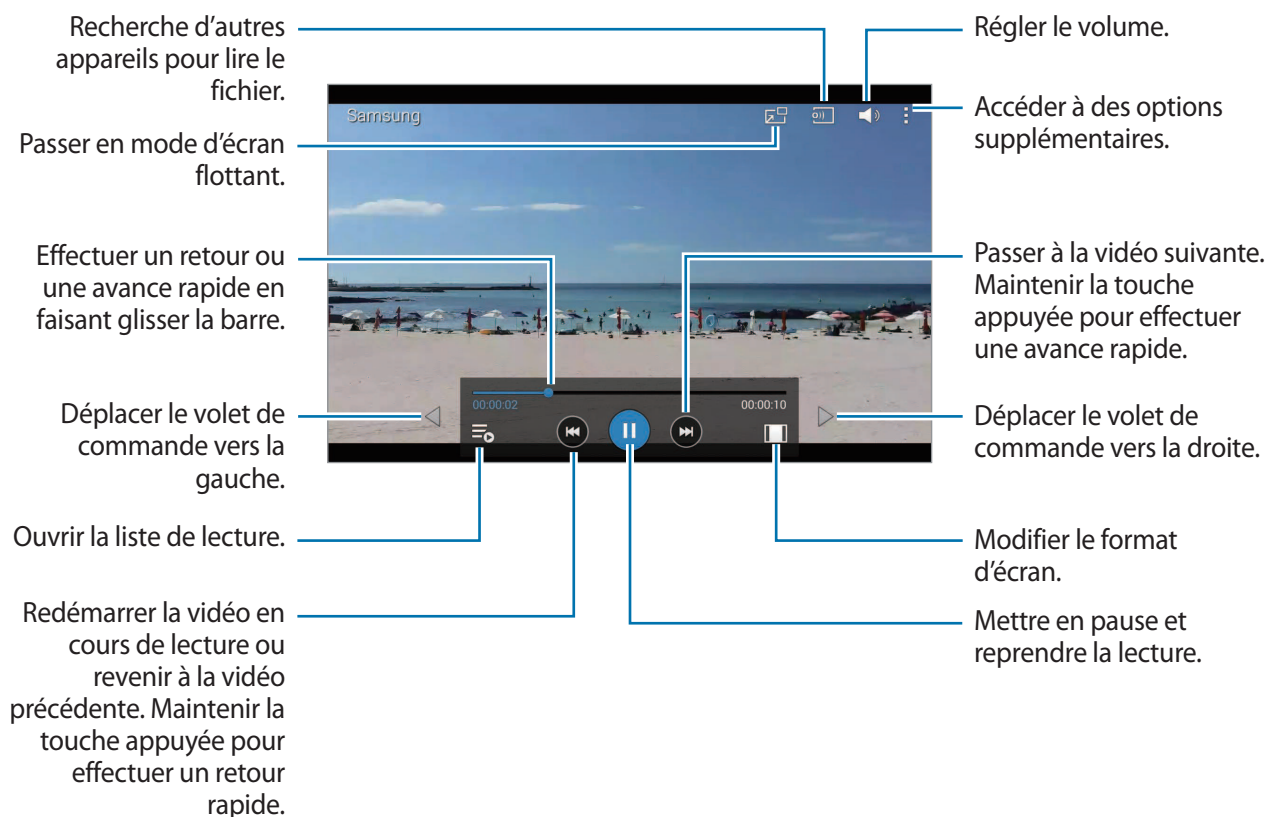 Recherche d'autres
appareils pour lire le
fichier.
Passer en mode d'écran
flottant.
Effectuer un retour ou
une avance rapide en
faisant glisser la barre.
Déplacer le volet de
commande vers la
gauche.
Ouvrir la liste de lecture.
Redémarrer la vidéo en
cours de lecture ou
revenir à la vidéo
précédente. Maintenir la
touche appuyée pour
effectuer un retour
rapide.
Samsung
00:00:02
00:00:10
Régler le volume.
Accéder à des options
supplémentaires.
Passer à la vidéo suivante.
Maintenir la touche
appuyée pour effectuer
une avance rapide.
Déplacer le volet de
commande vers la droite.
Modifier le format
d'écran.
Mettre en pause et
reprendre la lecture.